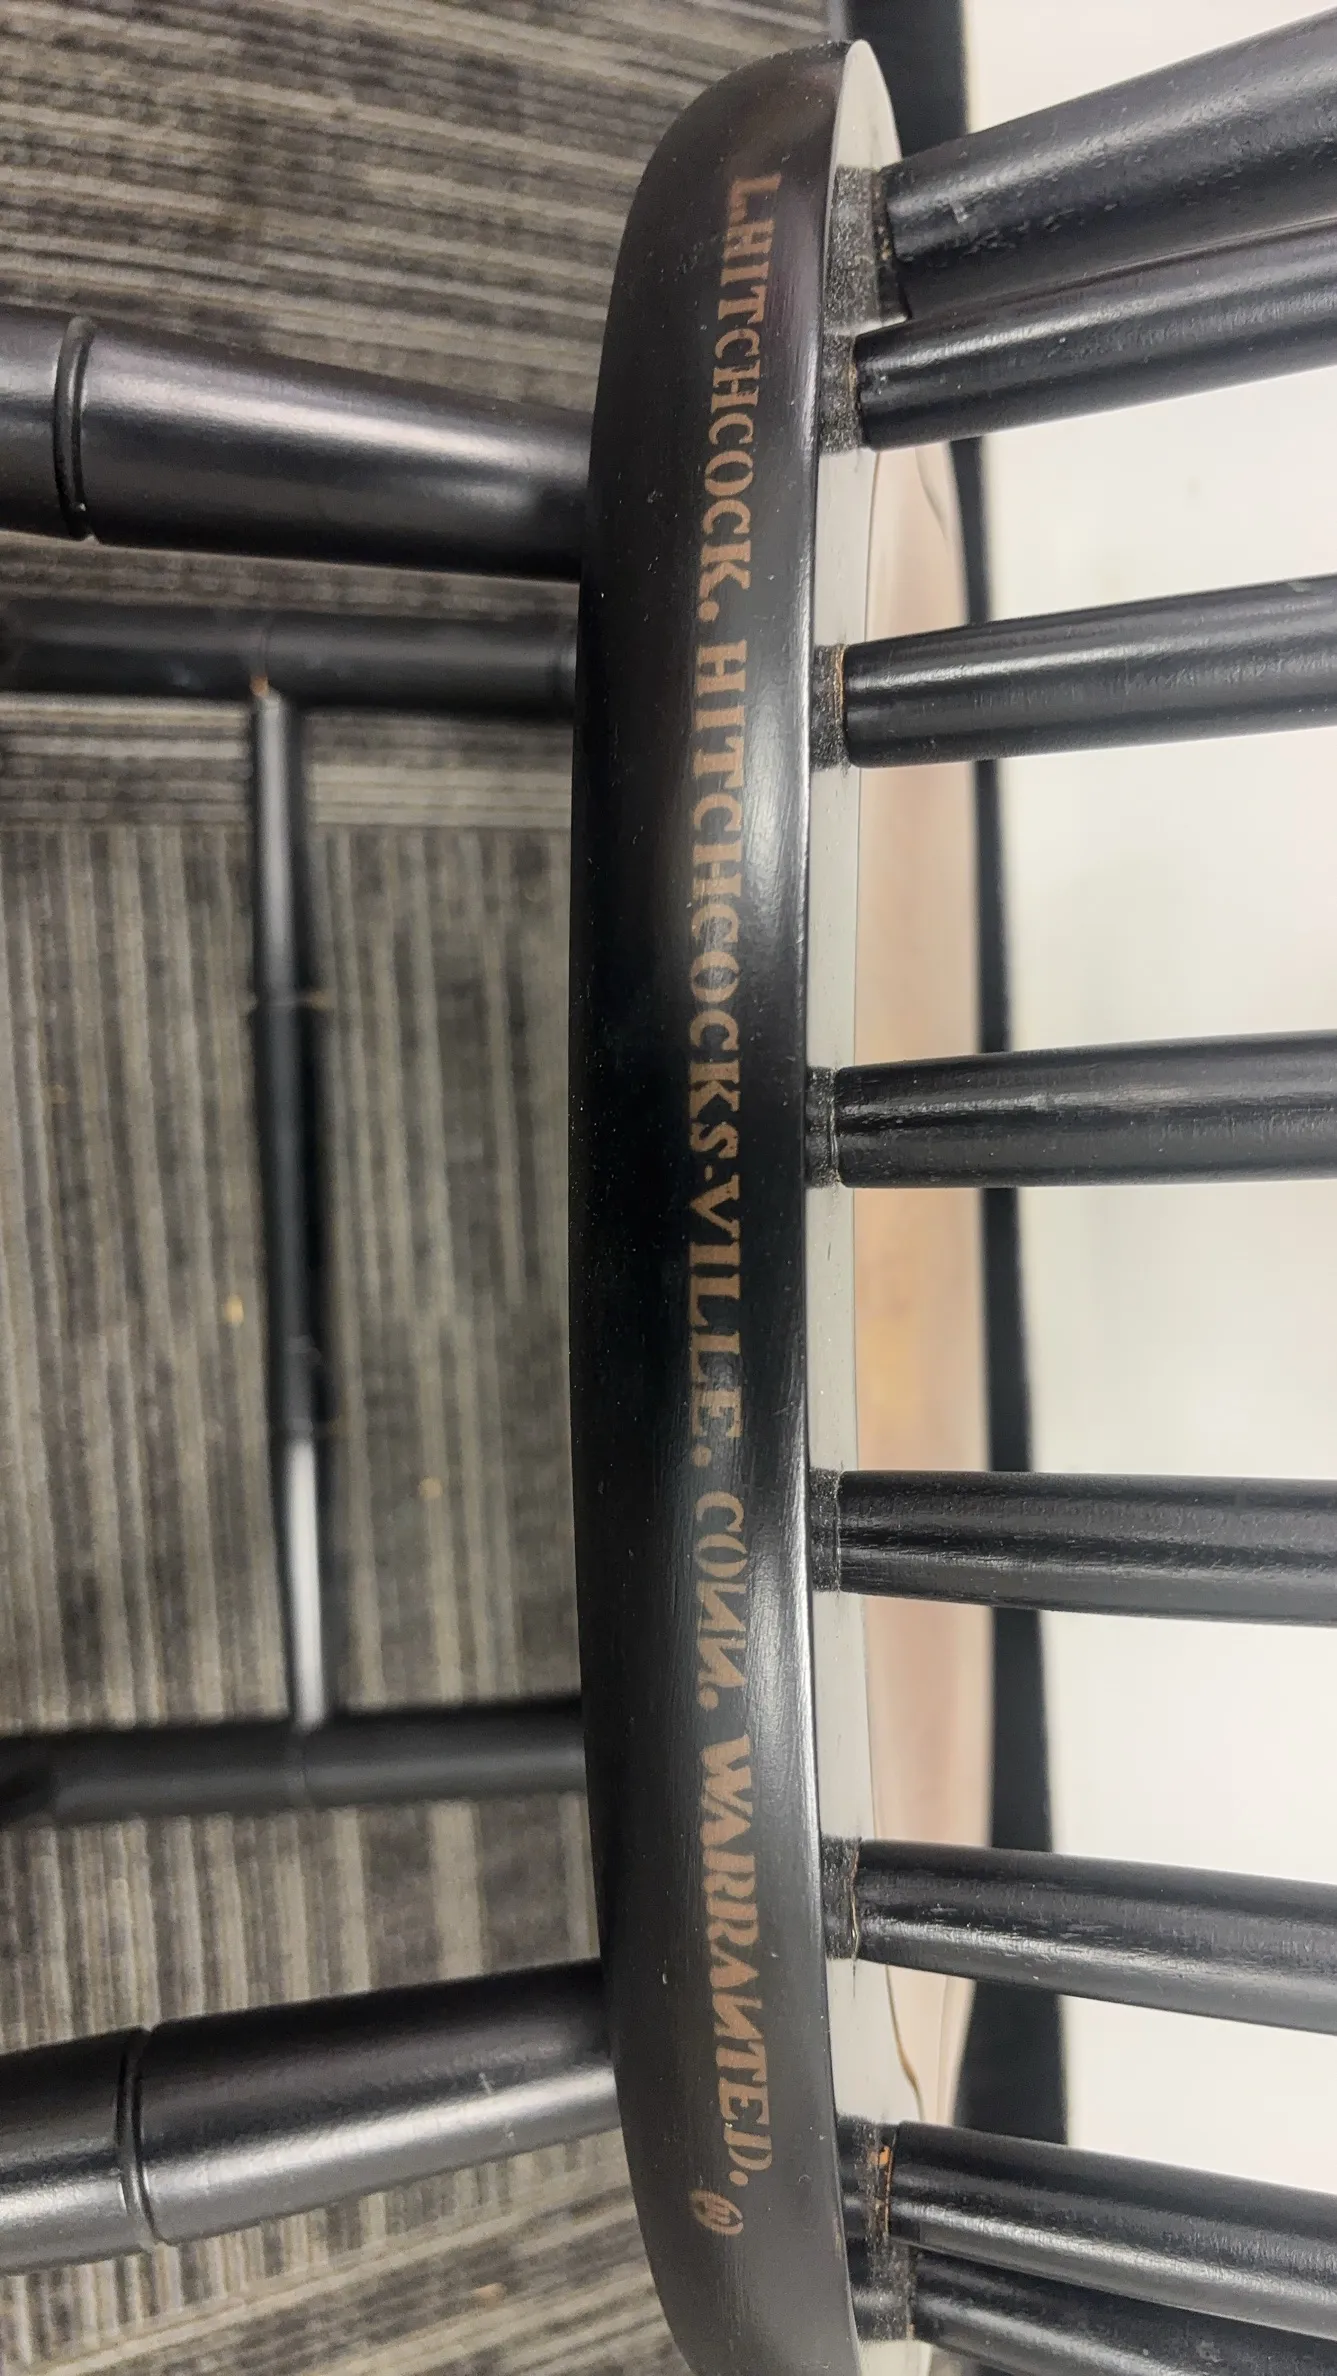 L. HITCHCOCK. HITCHCOCKS-VILLE. CONN. WARRANTED. ®